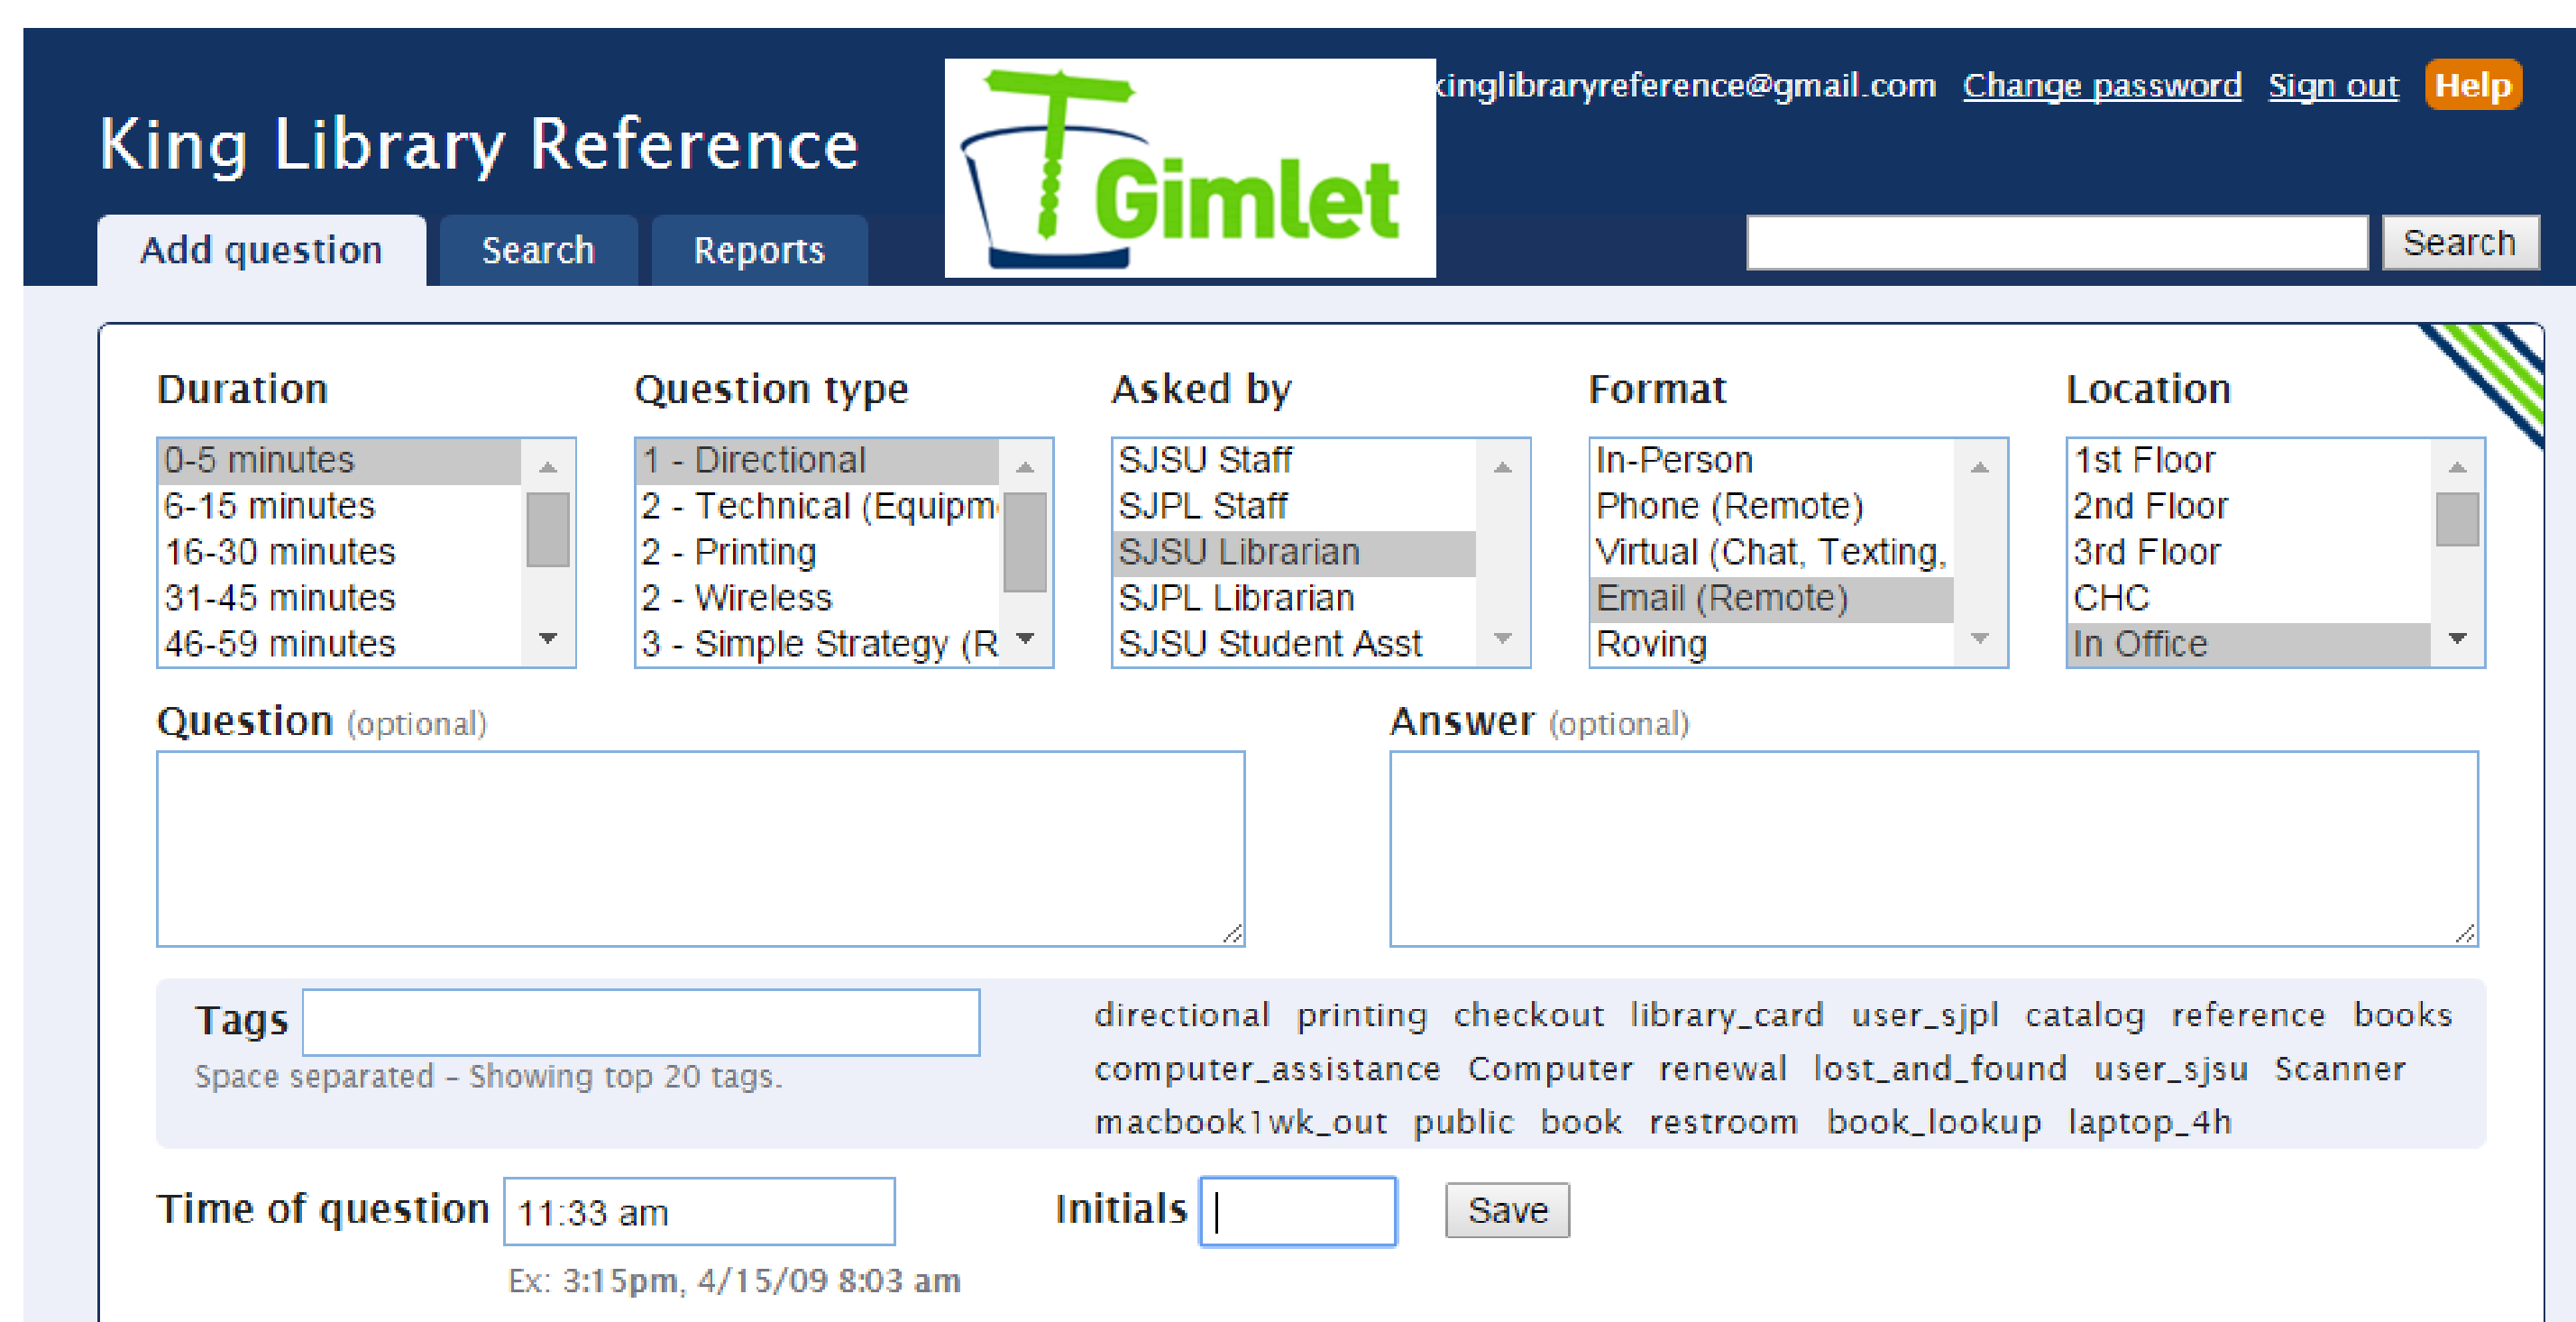 kinglibraryreference@gmail.com Change password Sign out Help
King Library Reference
Gimlet
Add question Search Reports Search
Duration Question type Asked by Format Location
0-5 minutes 1 - Directional SJSU Staff In-Person 1st Floor
6-15 minutes 2 - Technical (Equipm SJPL Staff Phone (Remote) 2nd Floor
16-30 minutes 2 - Printing SJSU Librarian Virtual (Chat, Texting, 3rd Floor
31-45 minutes 2 - Wireless SJPL Librarian Email (Remote) CHC
46-59 minutes 3 - Simple Strategy (R SJSU Student Asst Roving In Office
Question (optional) Answer (optional)
Tags directional printing checkout library_card user_sjpl catalog reference books
Space separated – Showing top 20 tags. computer_assistance Computer renewal lost_and_found user_sjsu Scanner
macbook1wk_out public book restroom book_lookup laptop_4h
Time of question 11:33 am Initials Save
Ex: 3:15pm, 4/15/09 8:03 am